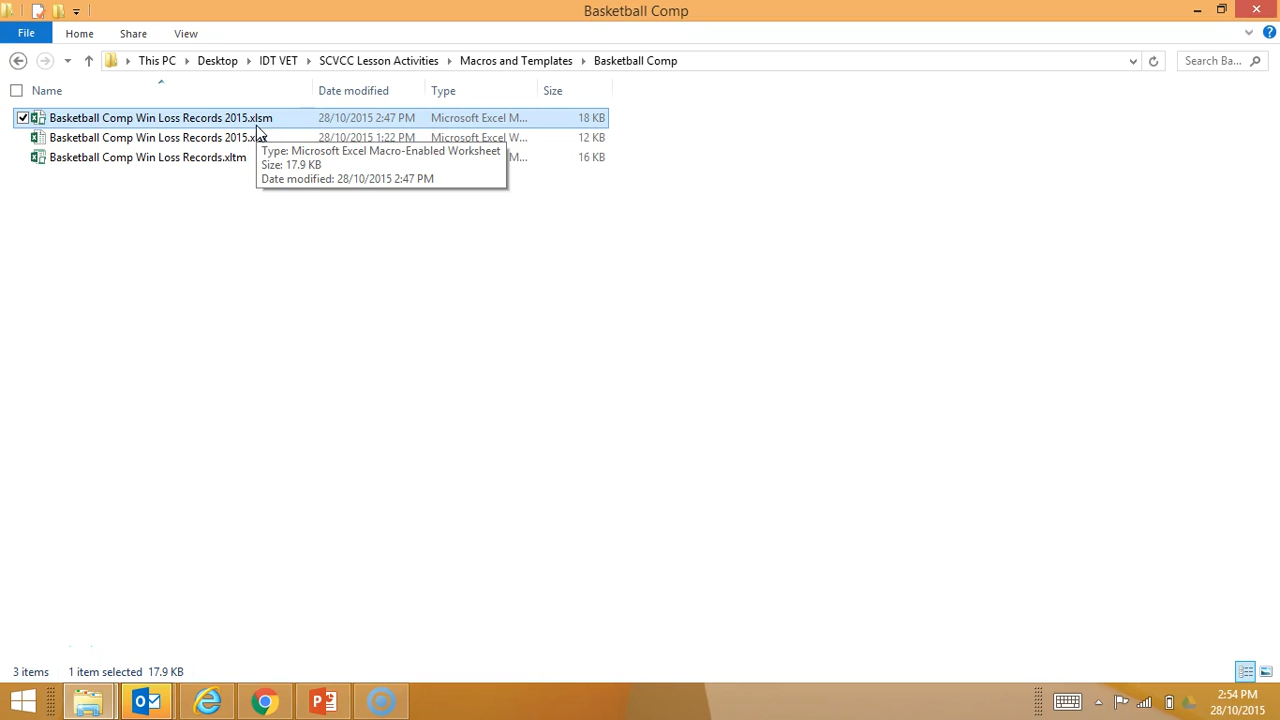 Basketball Comp
File Home Share View
This PC Desktop IDT VET SCVCC Lesson Activities Macros and Templates Basketball Comp Search Ba...
Name Date modified Type Size
Basketball Comp Win Loss Records 2015.xlsm 28/10/2015 2:47 PM Microsoft Excel M... 18 KB
Basketball Comp Win Loss Records 2015. 28/10/2015 1:22 PM Microsoft Excel W... 12 KB
Basketball Comp Win Loss Records.xltm M... 16 KB
Type: Microsoft Excel Macro-Enabled Worksheet
Size: 17.9 KB
Date modified: 28/10/2015 2:47 PM
3 items 1 item selected 17.9 KB
2:54 PM
28/10/2015